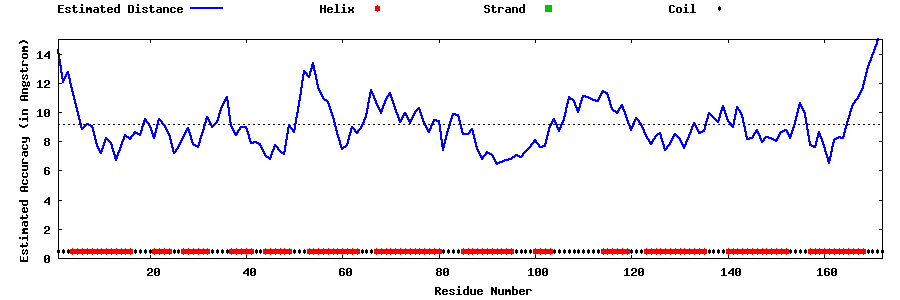 Estimated Distance Helix Strand Coil
Estimated Accuracy (in Angstrom)
14
12
10
8
6
4
2
0
20 40 60 80 100 120 140 160
Residue Number